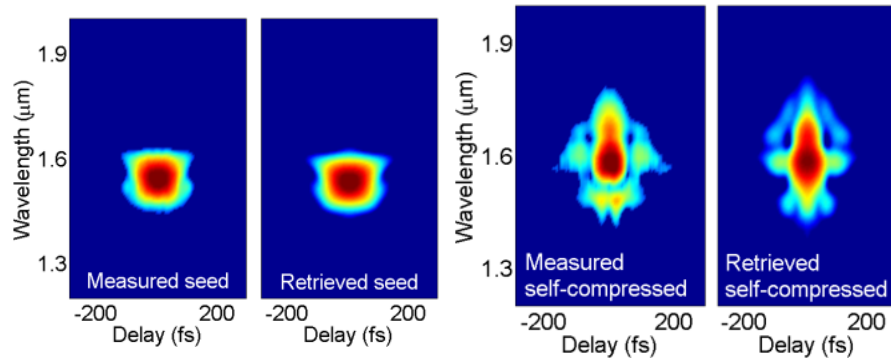 Wavelength (μm)
1.9
1.6
1.3
Measured seed
Retrieved seed
-200
200
-200
200
Delay (fs)
Delay (fs)
Wavelength (μm)
1.9
1.6
1.3
Measured
self-compressed
Retrieved
self-compressed
-200
200
-200
200
Delay (fs)
Delay (fs)